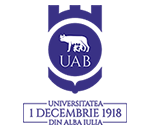 UAB
UNIVERSITATEA
1 DECEMBRIE 1918
DIN ALBA IULIA